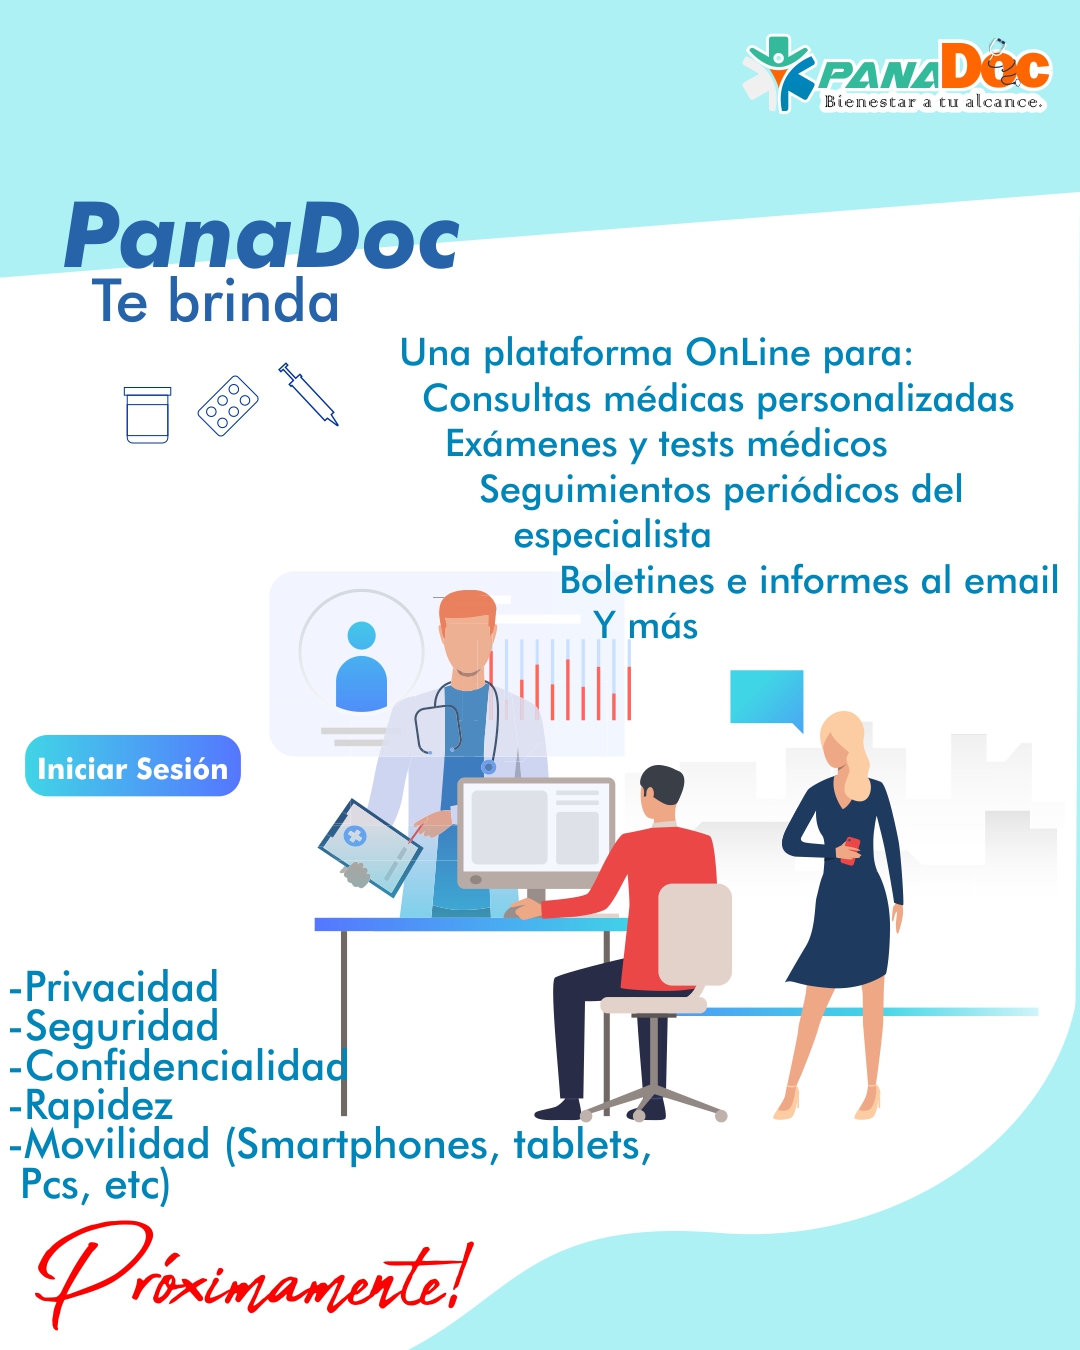 PANADoc
Bienestar a tu alcance.
PanaDoc
Te brinda
Una plataforma OnLine para:
Consultas médicas personalizadas
Exámenes y tests médicos
Seguimientos periódicos del
especialista
Boletines e informes al email
Y más
Iniciar Sesión
-Privacidad
-Seguridad
-Confidencialidad
-Rapidez
-Movilidad (Smartphones, tablets,
Pcs, etc)
Próximamente!